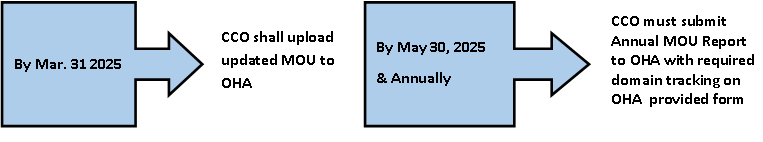 By Mar. 31 2025
CCO shall upload
updated MOU to
OHA
By May 30, 2025
& Annually
CCO must submit
Annual MOU Report
to OHA with required
domain tracking on
OHA  provided form